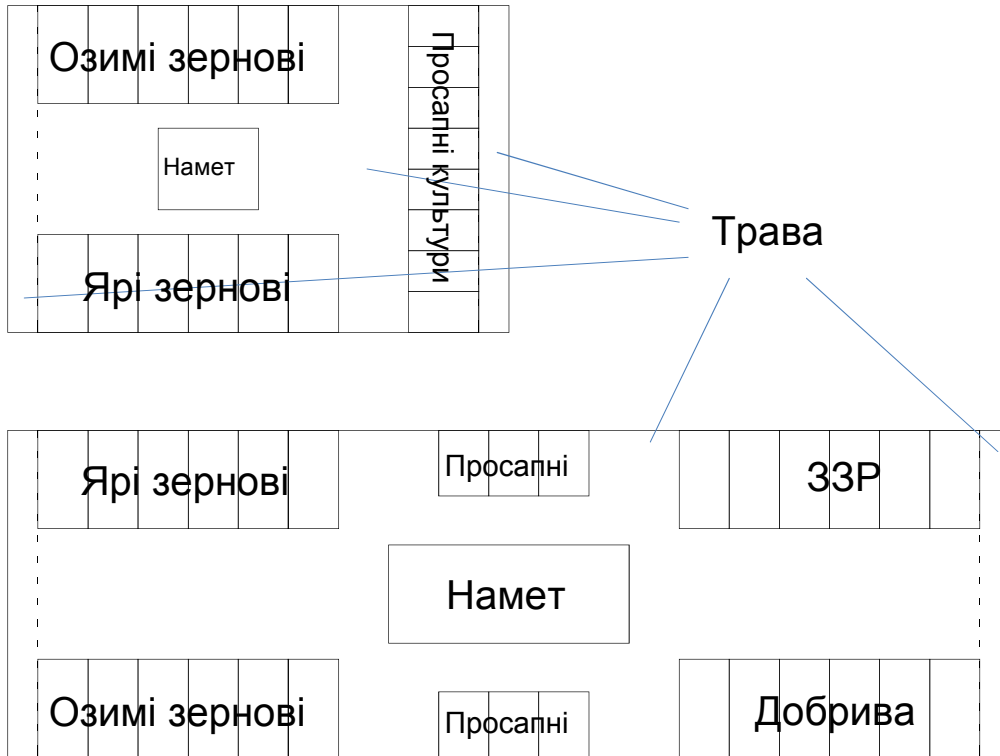 Озимі зернові
Просапні культури
Намет
Трава
Ярі зернові
Ярі зернові
Просапні
ЗЗР
Намет
Озимі зернові
Просапні
Добрива